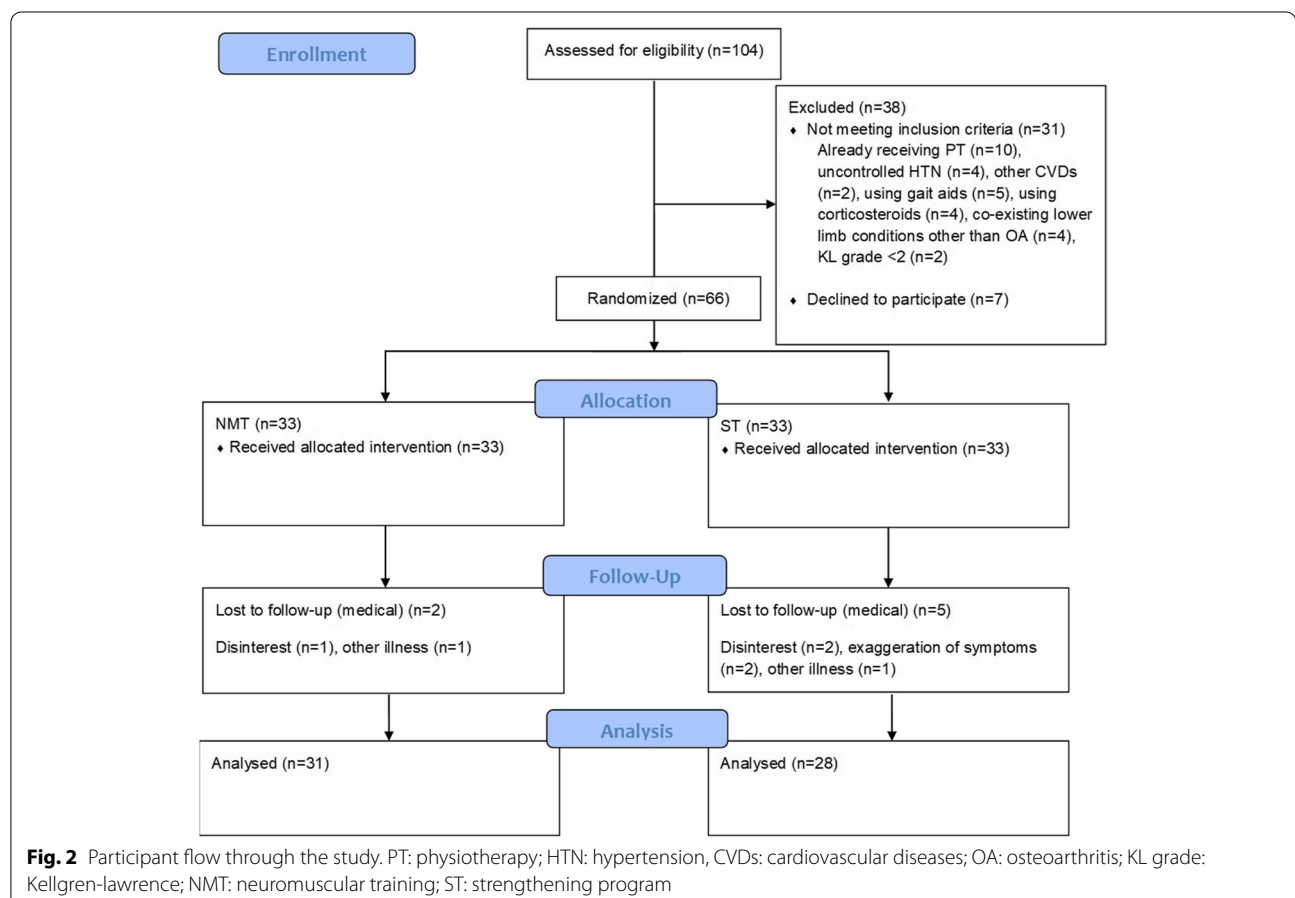 Enrollment
Assessed for eligibility (n=104)
Excluded (n=38)
♦ Not meeting inclusion criteria (n=31)
Already receiving PT (n=10),
uncontrolled HTN (n=4), other CVDs
(n=2), using gait aids (n=5), using
corticosteroids (n=4), co-existing lower
limb conditions other than OA (n=4),
KL grade <2 (n=2)
♦ Declined to participate (n=7)
Randomized (n=66)
Allocation
NMT (n=33)
♦ Received allocated intervention (n=33)
ST (n=33)
♦ Received allocated intervention (n=33)
Follow-Up
Lost to follow-up (medical) (n=2)
Disinterest (n=1), other illness (n=1)
Lost to follow-up (medical) (n=5)
Disinterest (n=2), exaggeration of symptoms
(n=2), other illness (n=1)
Analysis
Analysed (n=31)
Analysed (n=28)
Fig. 2 Participant flow through the study. PT: physiotherapy; HTN: hypertension, CVDs: cardiovascular diseases; OA: osteoarthritis; KL grade:
Kellgren-lawrence; NMT: neuromuscular training; ST: strengthening program